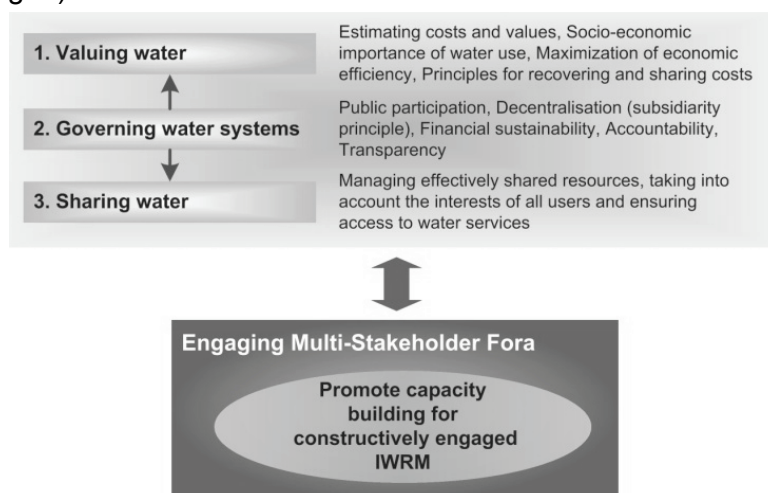 1. Valuing water
Estimating costs and values, Socio-economic
importance of water use, Maximization of economic
efficiency, Principles for recovering and sharing costs
2. Governing water systems
Public participation, Decentralisation (subsidiarity
principle), Financial sustainability, Accountability,
Transparency
3. Sharing water
Managing effectively shared resources, taking into
account the interests of all users and ensuring
access to water services
Engaging Multi-Stakeholder Fora
Promote capacity
building for
constructively engaged
IWRM